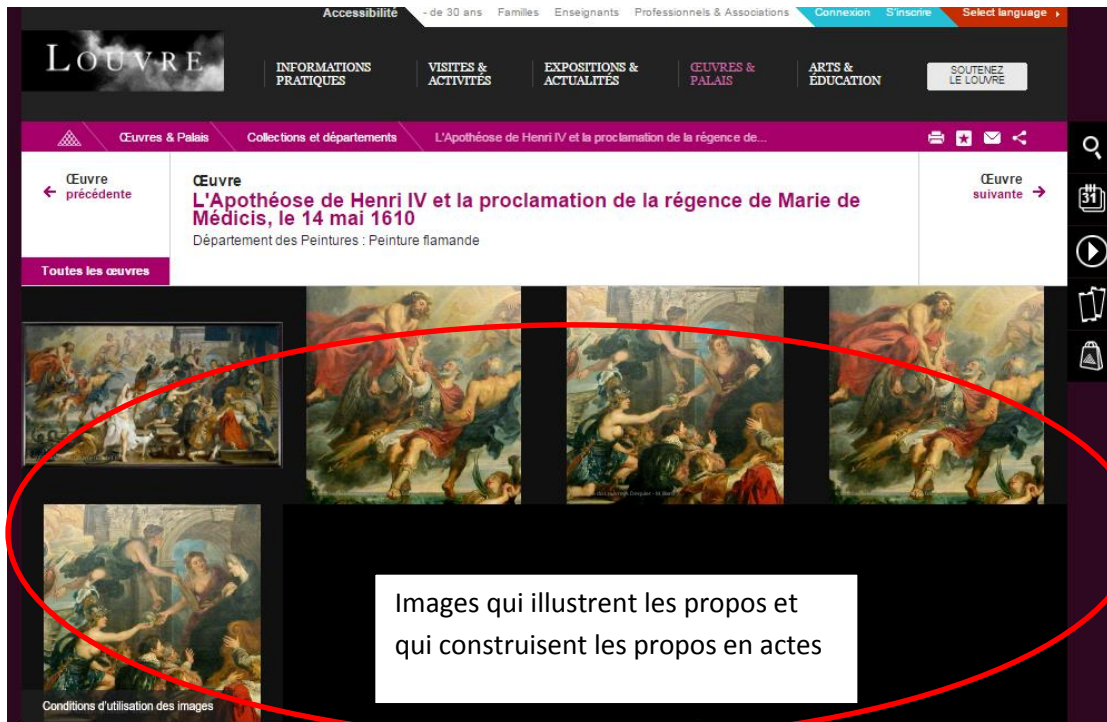 Accessibilité - de 30 ans Familles Enseignants Professionnels & Associations Connexion S'inscrire Select language
LOUVRE
INFORMATIONS
PRATIQUES
VISITES &
ACTIVITÉS
EXPOSITIONS &
ACTUALITÉS
ŒUVRES &
PALAIS
ARTS &
ÉDUCATION
SOUTENEZ
LE LOUVRE
Œuvres & Palais Collections et départements L'Apothéose de Henri IV et la proclamation de la régence de...
Œuvre
précédente
Œuvre
L'Apothéose de Henri IV et la proclamation de la régence de Marie de
Médicis, le 14 mai 1610
Département des Peintures : Peinture flamande
Œuvre
suivante
31
Toutes les œuvres
Images qui illustrent les propos et
qui construisent les propos en actes
Conditions d'utilisation des images